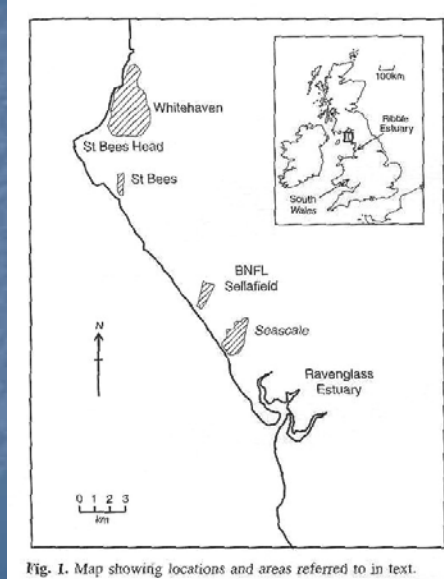 Whitehaven
St Bees Head
St Bees
BNFL
Sellafield
Seascale
Ravenglass
Estuary
N
0 1 2 3
km
100km
Ribble
Estuary
South
Wales
Fig. 1. Map showing locations and areas referred to in text.